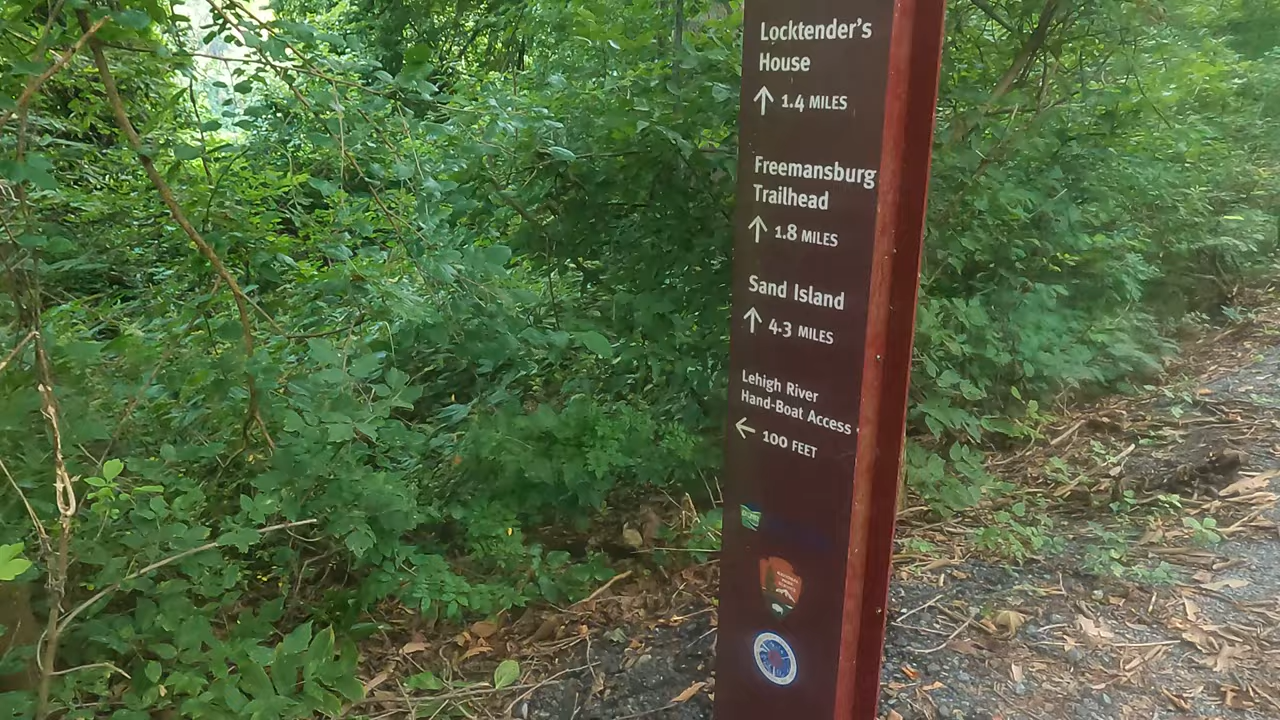 Locktender's
House
↑ 1.4 MILES
Freemansburg
Trailhead
↑ 1.8 MILES
Sand Island
↑ 4.3 MILES
Lehigh River
Hand-Boat Access
← 100 FEET